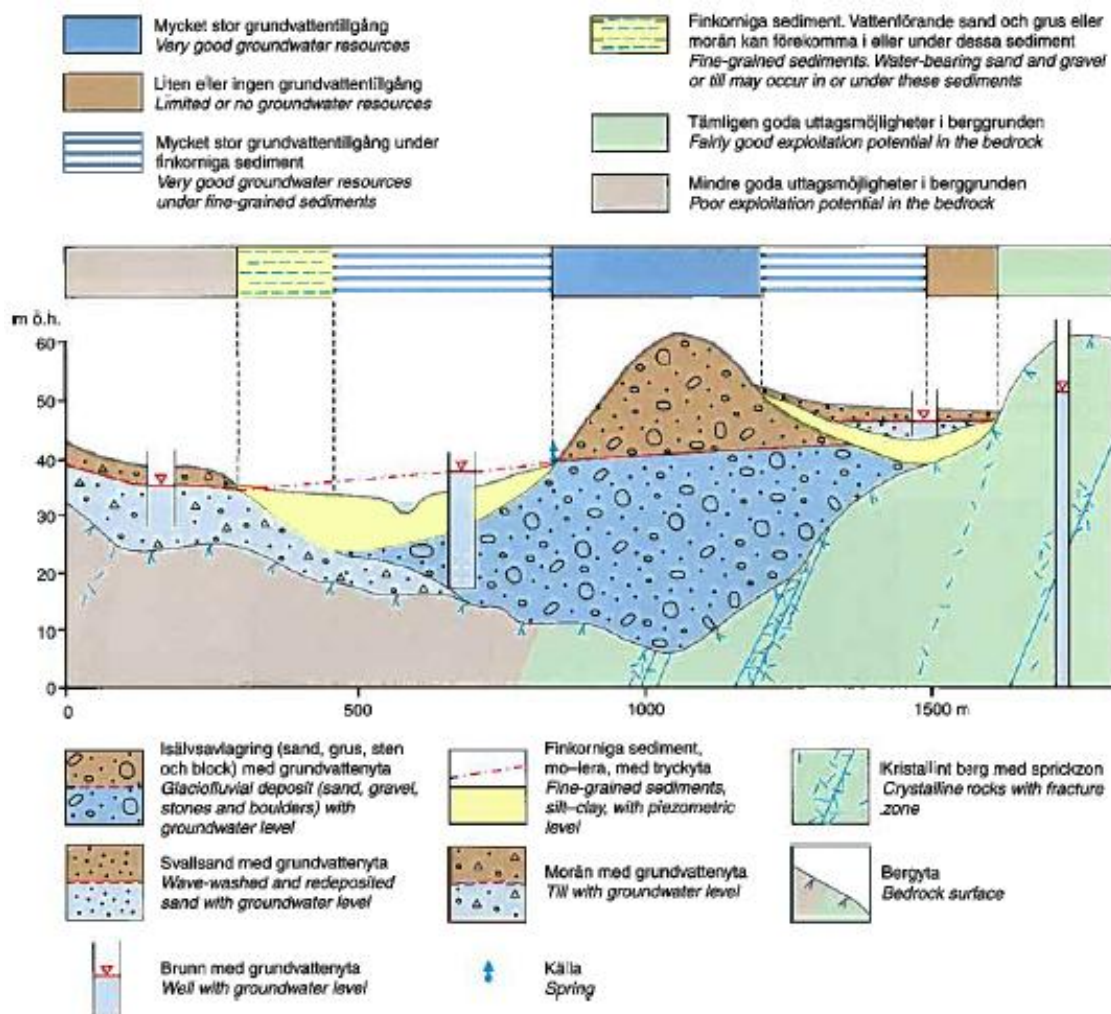 Mycket stor grundvattentillgång
Very good groundwater resources
Liten eller ingen grundvattentillgång
Limited or no groundwater resources
Mycket stor grundvattentillgång under
finkorniga sediment
Very good groundwater resources
under fine-grained sediments
Finkorniga sediment. Vattenförande sand och grus eller
morän kan förekomma i eller under dessa sediment
Fine-grained sediments. Water-bearing sand and gravel
or till may occur in or under these sediments
Tämligen goda uttagsmöjligheter i berggrunden
Fairly good exploitation potential in the bedrock
Mindre goda uttagsmöjligheter i berggrunden
Poor exploitation potential in the bedrock
m ö.h.
60
50
40
30
20
10
0
0
500
1000
1500 m
Isälvsavlagring (sand, grus, sten
och block) med grundvattenyta
Glaciofluvial deposit (sand, gravel,
stones and boulders) with
groundwater level
Svallsand med grundvattenyta
Wave-washed and redeposited
sand with groundwater level
Brunn med grundvattenyta
Well with groundwater level
Finkorniga sediment,
mo–lera, med tryckyta
Fine-grained sediments,
silt–clay, with piezometric
level
Morän med grundvattenyta
Till with groundwater level
Källa
Spring
Kristallint berg med sprickzon
Crystalline rocks with fracture
zone
Bergyta
Bedrock surface